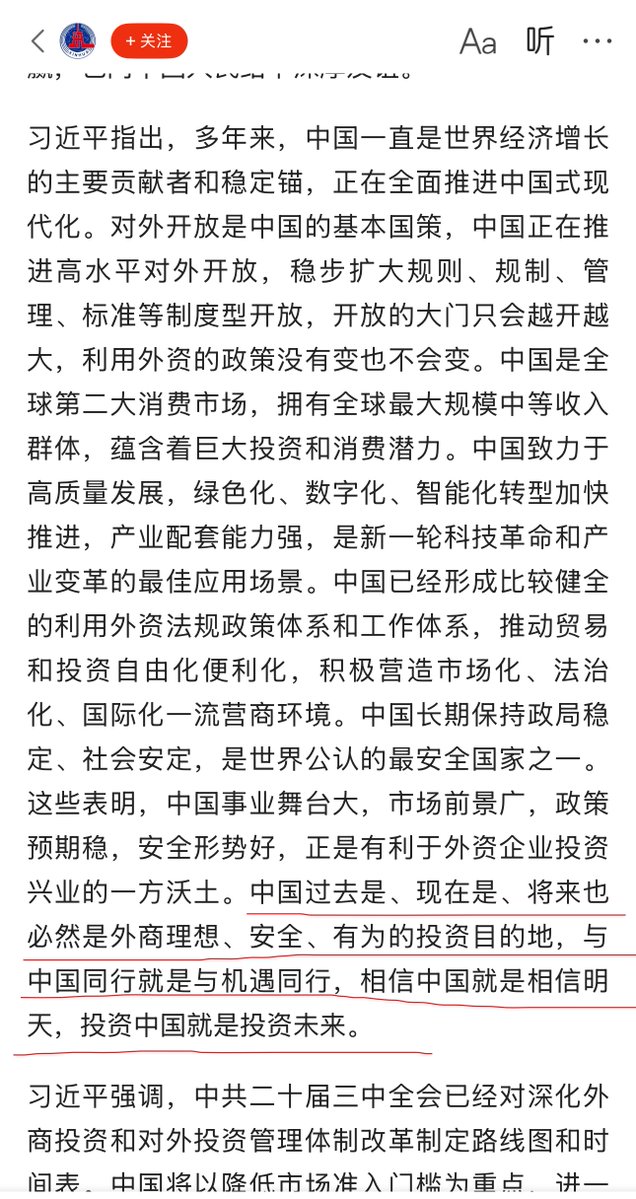 + 关注
Aa 听 ...
赢，也同中国人民结下深厚友谊。
习近平指出，多年来，中国一直是世界经济增长
的主要贡献者和稳定锚，正在全面推进中国式现
代化。对外开放是中国的基本国策，中国正在推
进高水平对外开放，稳步扩大规则、规制、管
理、标准等制度型开放，开放的大门只会越开越
大，利用外资的政策没有变也不会变。中国是全
球第二大消费市场，拥有全球最大规模中等收入
群体，蕴含着巨大投资和消费潜力。中国致力于
高质量发展，绿色化、数字化、智能化转型加快
推进，产业配套能力强，是新一轮科技革命和产
业变革的最佳应用场景。中国已经形成比较健全
的利用外资法规政策体系和工作体系，推动贸易
和投资自由化便利化，积极营造市场化、法治
化、国际化一流营商环境。中国长期保持政局稳
定、社会安定，是世界公认的最安全国家之一。
这些表明，中国事业舞台大，市场前景广，政策
预期稳，安全形势好，正是有利于外资企业投资
兴业的一方沃土。中国过去是、现在是、将来也
必然是外商理想、安全、有为的投资目的地，与
中国同行就是与机遇同行，相信中国就是相信明
天，投资中国就是投资未来。
习近平强调，中共二十届三中全会已经对深化外
商投资和对外投资管理体制改革制定路线图和时
间表。中国将以降低市场准入门槛为重点，进一